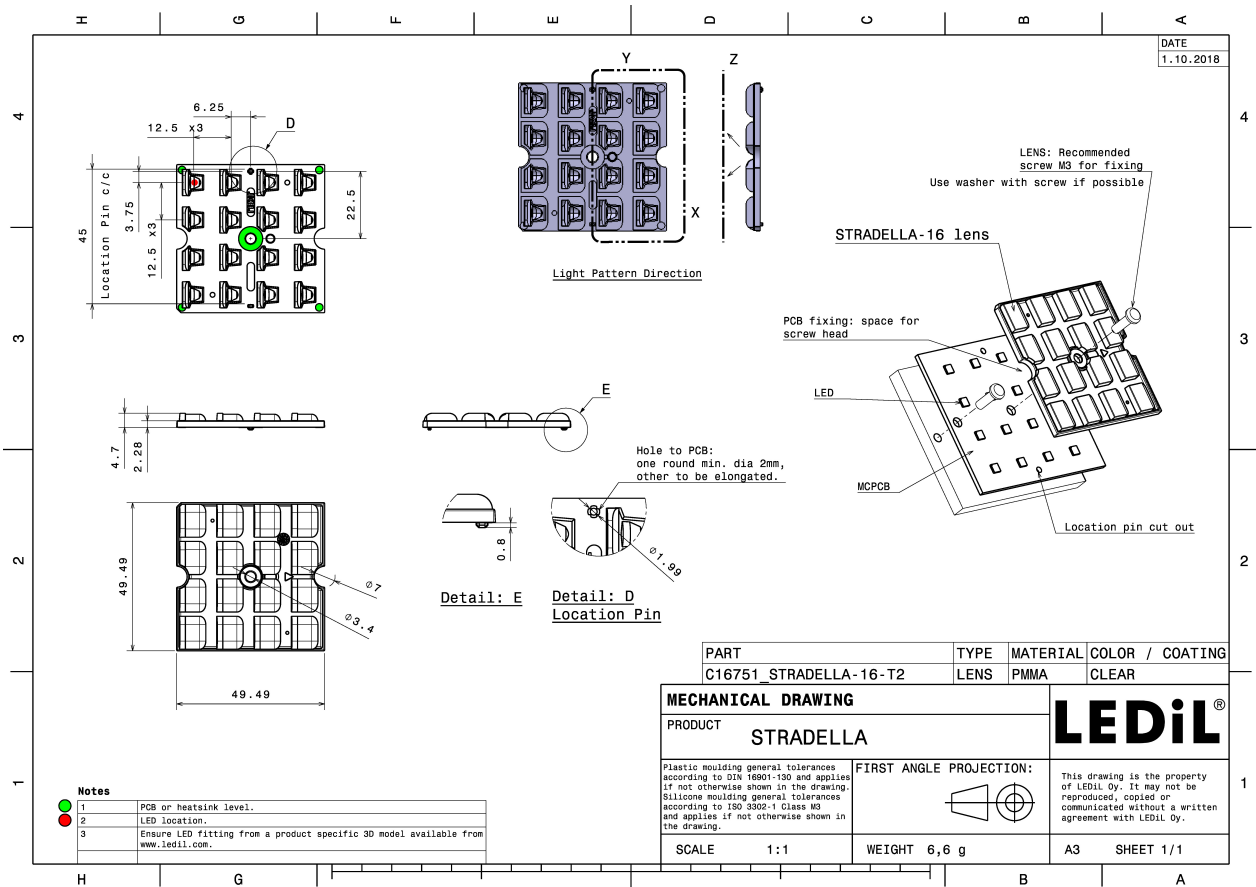 H G F E D C B A
DATE
1.10.2018
4
4
3
3
2
2
1
1
6.25
12.5 x3
D
45
Location Pin c/c
3.75
12.5 x3
22.5
Y
Z
X
Light Pattern Direction
LENS: Recommended
screw M3 for fixing
Use washer with screw if possible
STRADELLA-16 lens
PCB fixing: space for
screw head
LED
MCPCB
Location pin cut out
4.7
2.28
E
Hole to PCB:
one round min. dia 2mm,
other to be elongated.
0.8
∅1.99
Detail: E
Detail: D
Location Pin
49.49
∅7
∅3.4
49.49
PART TYPE MATERIAL COLOR / COATING
C16751_STRADELLA-16-T2 LENS PMMA CLEAR
MECHANICAL DRAWING
PRODUCT
STRADELLA
LEDiL®
Plastic moulding general tolerances
according to DIN 16901-130 and applies
if not otherwise shown in the drawing.
Silicone moulding general tolerances
according to ISO 3302-1 Class M3
and applies if not otherwise shown in
the drawing.
FIRST ANGLE PROJECTION:
This drawing is the property
of LEDiL Oy. It may not be
reproduced, copied or
communicated without a written
agreement with LEDiL Oy.
SCALE 1:1
WEIGHT 6,6 g
A3 SHEET 1/1
Notes
1 PCB or heatsink level.
2 LED location.
3 Ensure LED fitting from a product specific 3D model available from
www.ledil.com.
H G B A